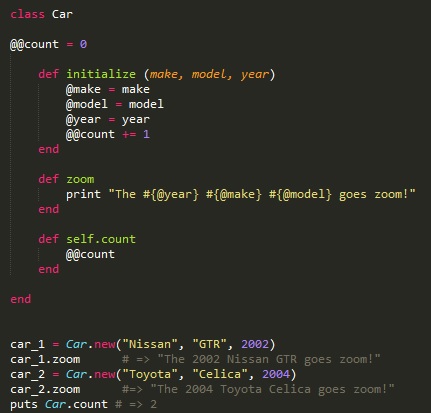 class Car
@@count = 0
def initialize (make, model, year)
@make = make
@model = model
@year = year
@@count += 1
end
def zoom
print "The #{@year} #{@make} #{@model} goes zoom!"
end
def self.count
@@count
end
end
car_1 = Car.new("Nissan", "GTR", 2002)
car_1.zoom # => "The 2002 Nissan GTR goes zoom!"
car_2 = Car.new("Toyota", "Celica", 2004)
car_2.zoom #=> "The 2004 Toyota Celica goes zoom!"
puts Car.count # => 2